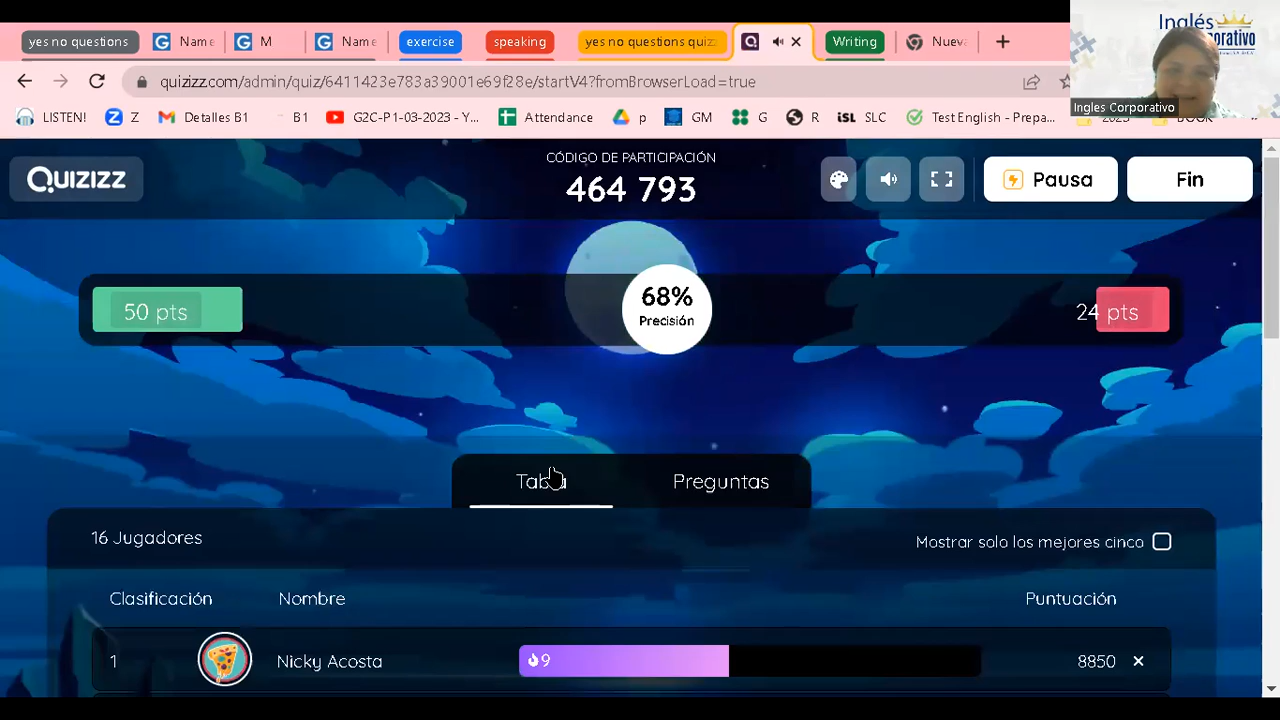 yes no questions
Name
M
Name
exercise
speaking
yes no questions quiz
Writing
Nueva
Inglés
Corporativo
quizizz.com/admin/quiz/6411423e783a39001e69f28e/startV4?fromBrowserLoad=true
Ingles Corporativo
LISTEN!
Z
Detalles B1
B1
G2C-P1-03-2023 - Y...
Attendance
p
GM
G
R
SLC
Test English - Prepa...
2023
BOOK
QUIZIZZ
CÓDIGO DE PARTICIPACIÓN
464 793
Pausa
Fin
50 pts
68%
Precisión
24 pts
Tabla
Preguntas
16 Jugadores
Mostrar solo los mejores cinco
Clasificación
Nombre
Puntuación
1
Nicky Acosta
9
8850